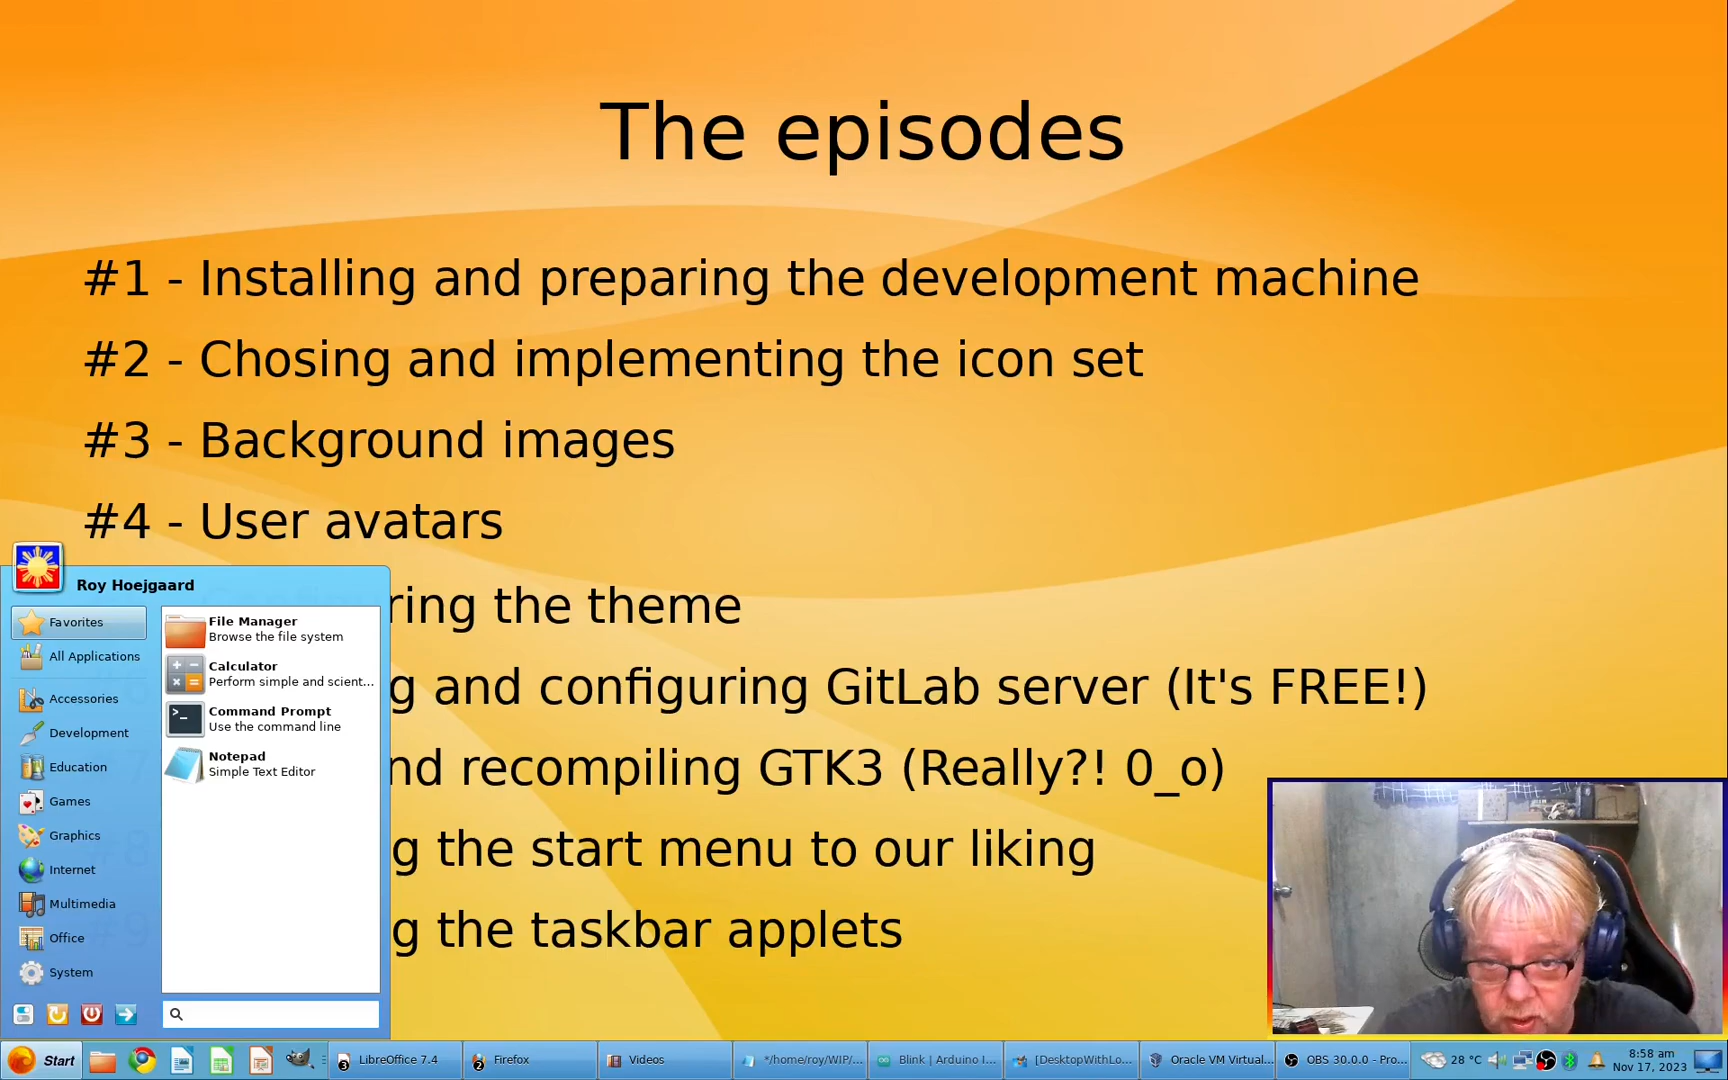 The episodes
#1 - Installing and preparing the development machine
#2 - Chosing and implementing the icon set
#3 - Background images
#4 - User avatars
ring the theme
g and configuring GitLab server (It's FREE!)
nd recompiling GTK3 (Really?! 0_o)
g the start menu to our liking
g the taskbar applets
Roy Hoejgaard
Favorites
All Applications
Accessories
Development
Education
Games
Graphics
Internet
Multimedia
Office
System
File Manager
Browse the file system
Calculator
Perform simple and scient...
Command Prompt
Use the command line
Notepad
Simple Text Editor
Start
3 LibreOffice 7.4
2 Firefox
Videos
*/home/roy/WIP/...
Blink | Arduino I...
[DesktopWithLo...
Oracle VM Virtual...
OBS 30.0.0 - Pro...
28 °C
8:58 am
Nov 17, 2023